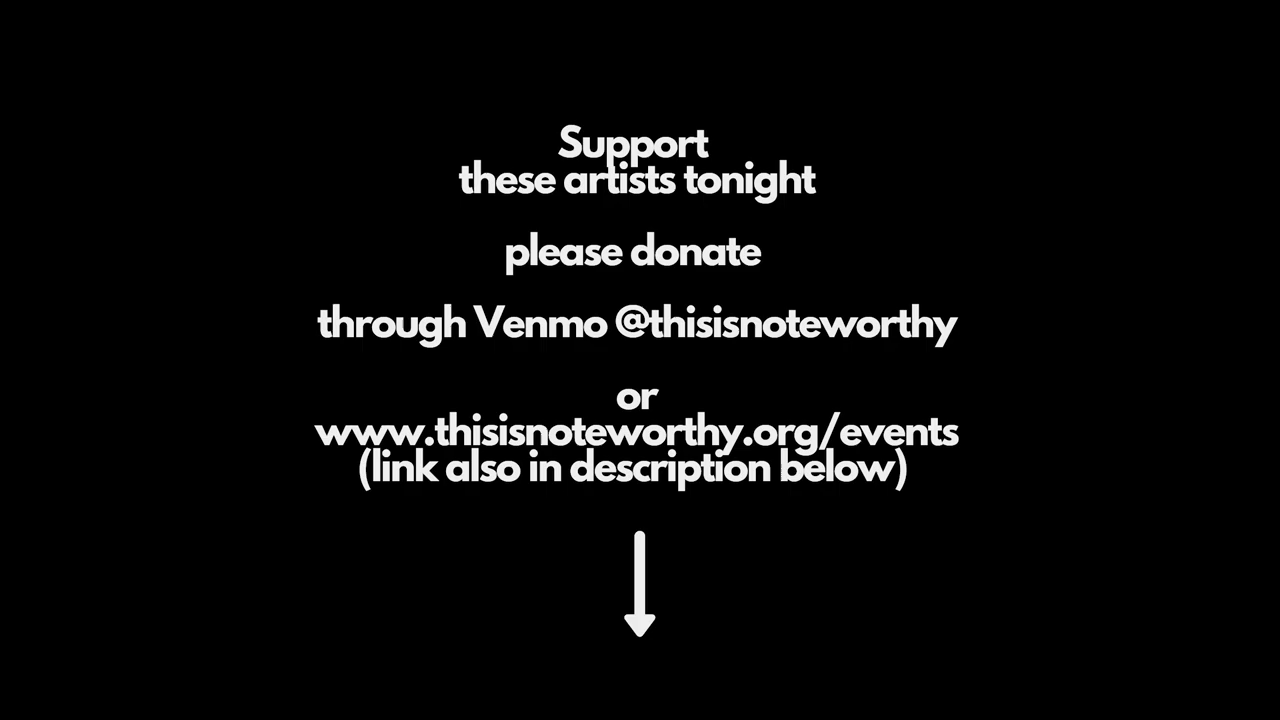 Support
these artists tonight
please donate
through Venmo @thisisnoteworthy
or
www.thisisnoteworthy.org/events
(link also in description below)